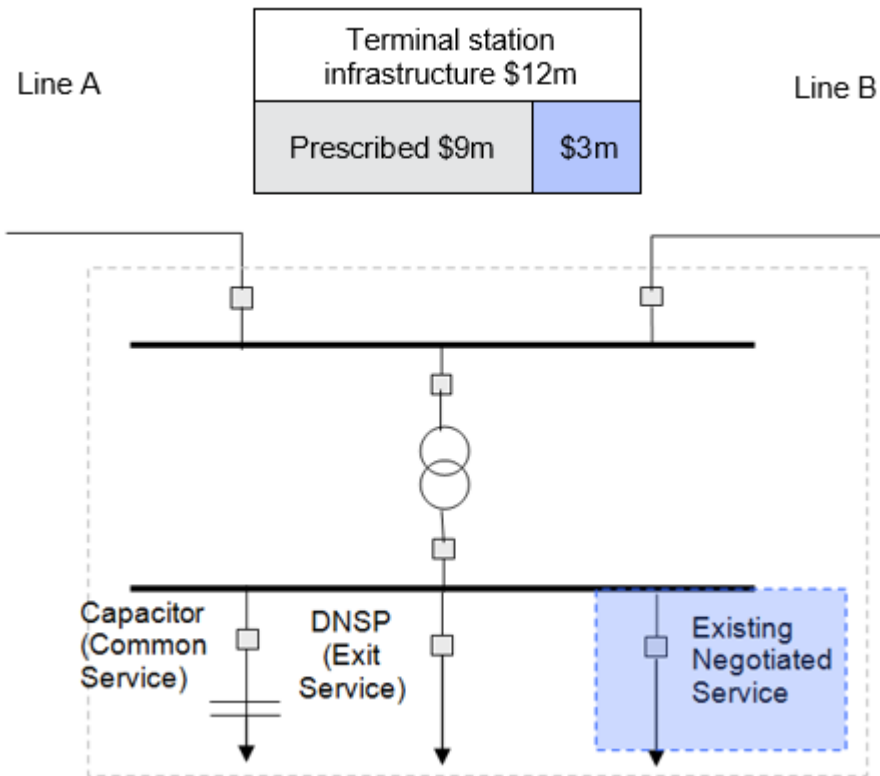 Terminal station
infrastructure $12m
Line A
Line B
Prescribed $9m
$3m
Capacitor
(Common
Service)
DNSP
(Exit
Service)
Existing
Negotiated
Service